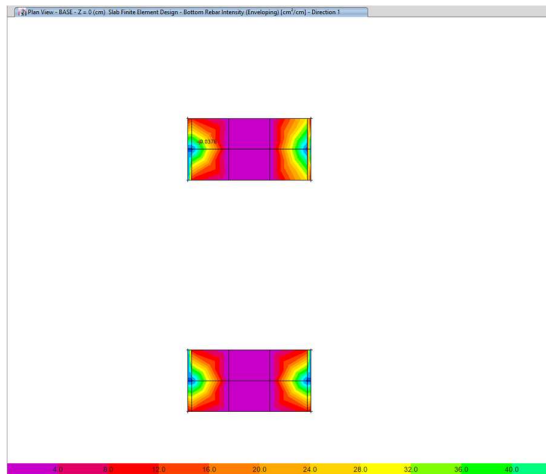 Plan View - BASE - Z = 0 (cm). Slab Finite Element Design - Bottom Rebar Intensity (Enveloping) [cm²/cm] - Direction 1
4.0 8.0 12.0 16.0 20.0 24.0 28.0 32.0 36.0 40.0